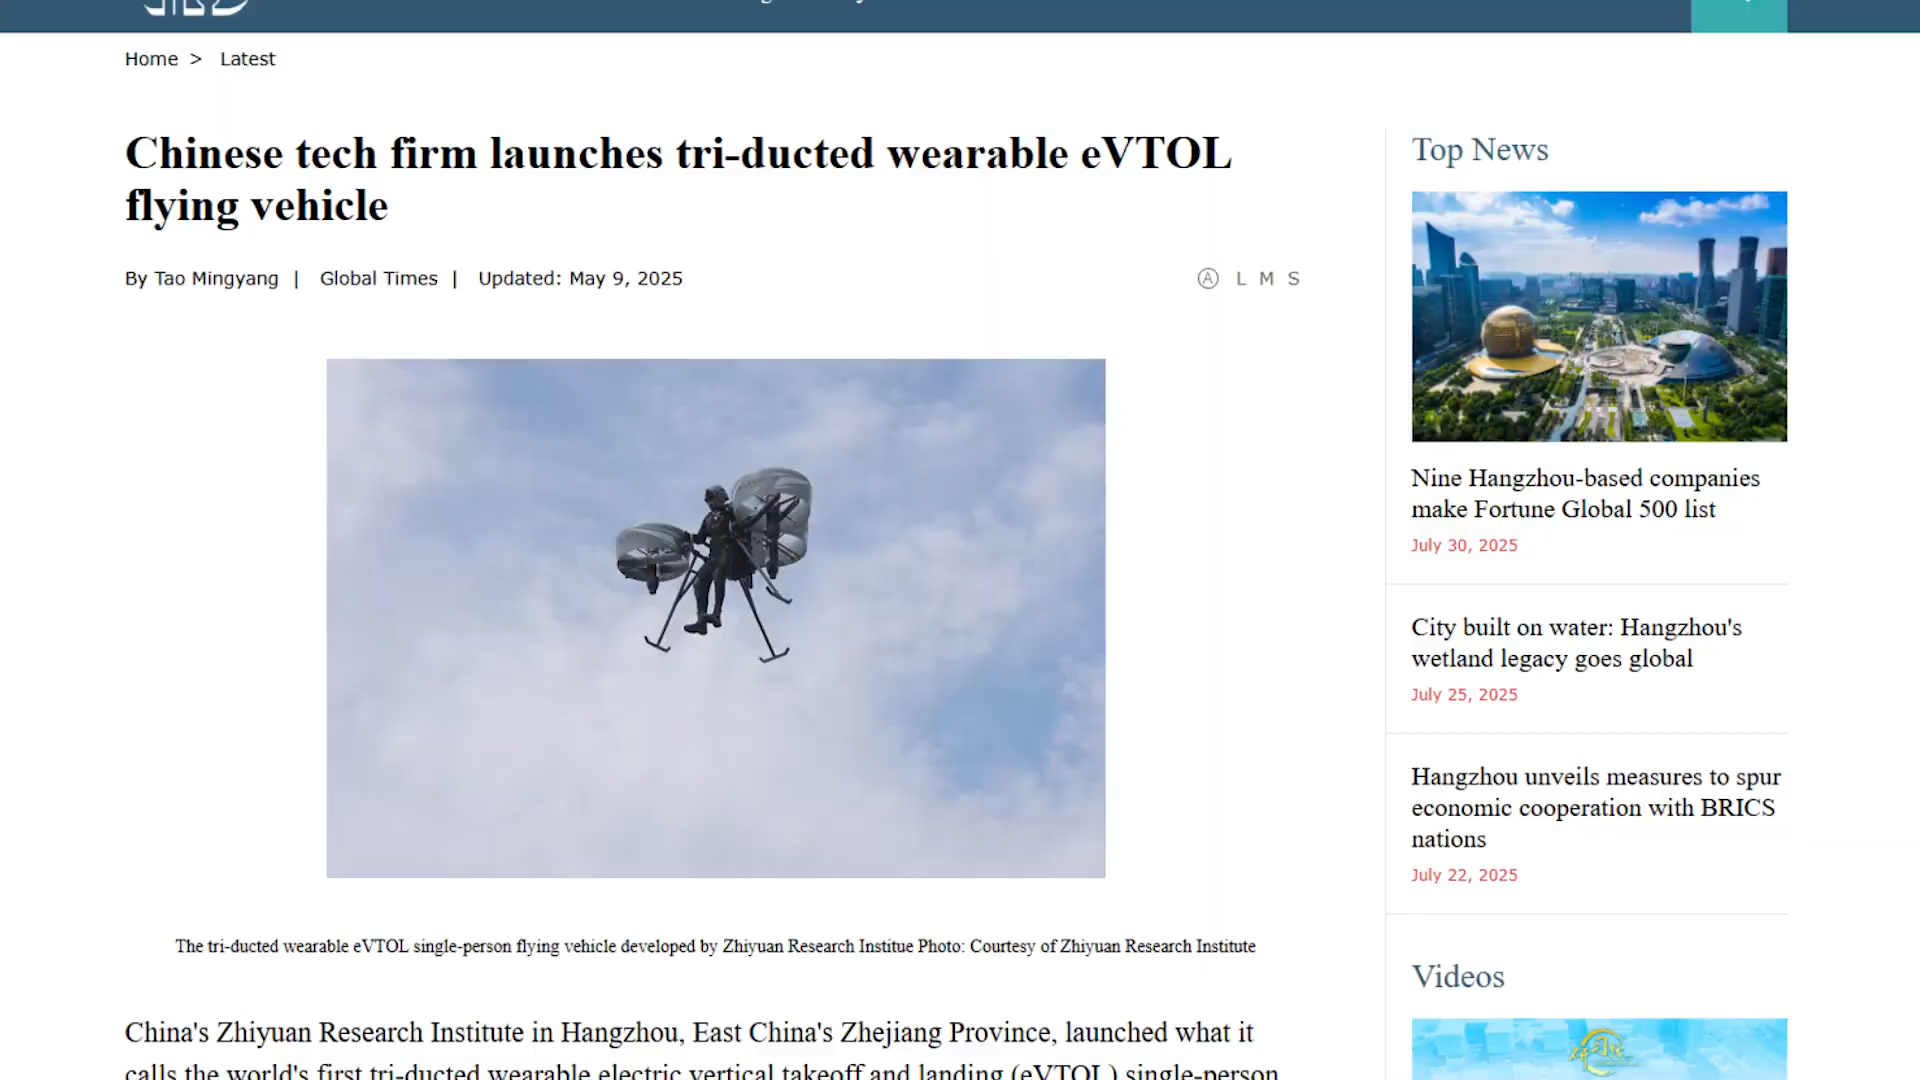 Home > Latest
Chinese tech firm launches tri-ducted wearable eVTOL
flying vehicle
By Tao Mingyang | Global Times | Updated: May 9, 2025
A L M S
The tri-ducted wearable eVTOL single-person flying vehicle developed by Zhiyuan Research Institue Photo: Courtesy of Zhiyuan Research Institute
China's Zhiyuan Research Institute in Hangzhou, East China's Zhejiang Province, launched what it
calls the world's first tri-ducted wearable electric vertical takeoff and landing (eVTOL) single-person
Top News
Nine Hangzhou-based companies
make Fortune Global 500 list
July 30, 2025
City built on water: Hangzhou's
wetland legacy goes global
July 25, 2025
Hangzhou unveils measures to spur
economic cooperation with BRICS
nations
July 22, 2025
Videos